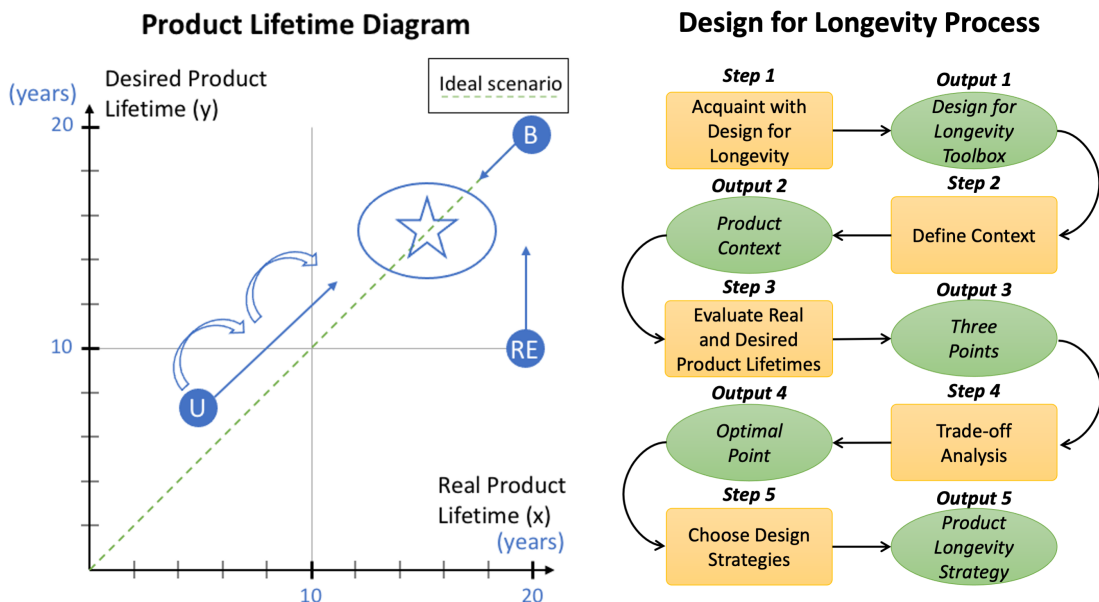 Product Lifetime Diagram
Desired Product
Lifetime (y)
(years)
20
10
Ideal scenario
B
U
RE
Real Product
Lifetime (x)
(years)
10
20
Design for Longevity Process
Step 1
Acquaint with
Design for
Longevity
Output 1
Design for
Longevity
Toolbox
Output 2
Product
Context
Step 2
Define Context
Step 3
Evaluate Real
and Desired
Product Lifetimes
Output 3
Three
Points
Output 4
Optimal
Point
Step 4
Trade-off
Analysis
Step 5
Choose Design
Strategies
Output 5
Product
Longevity
Strategy